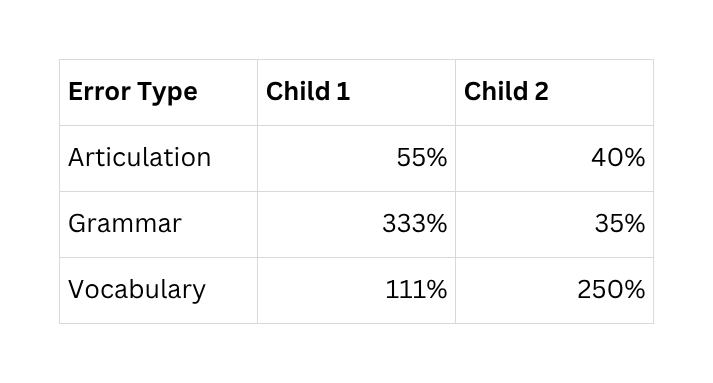 Error Type Child 1 Child 2
Articulation 55% 40%
Grammar 333% 35%
Vocabulary 111% 250%